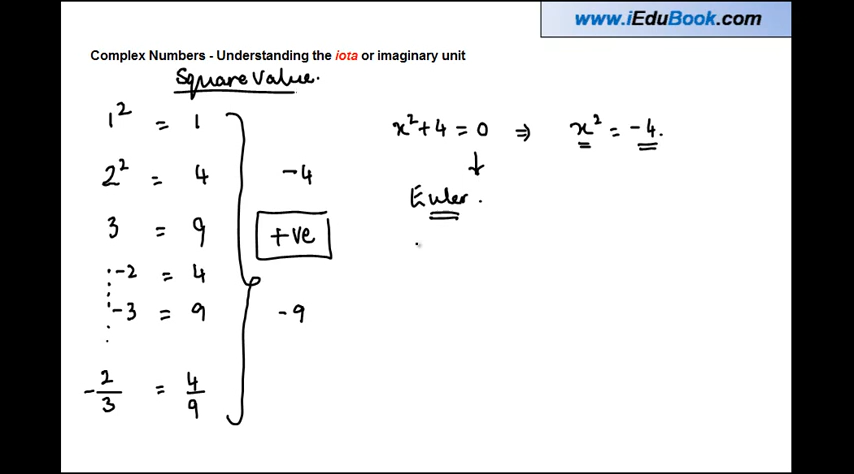 www.iEduBook.com
Complex Numbers - Understanding the iota or imaginary unit
Square Value.
1² = 1
2² = 4
-4
3 = 9
+ve
-2 = 4
-3 = 9
-9
-2/3 = 4/9
x² + 4 = 0 ⇒ x² = -4.
↓
Euler.